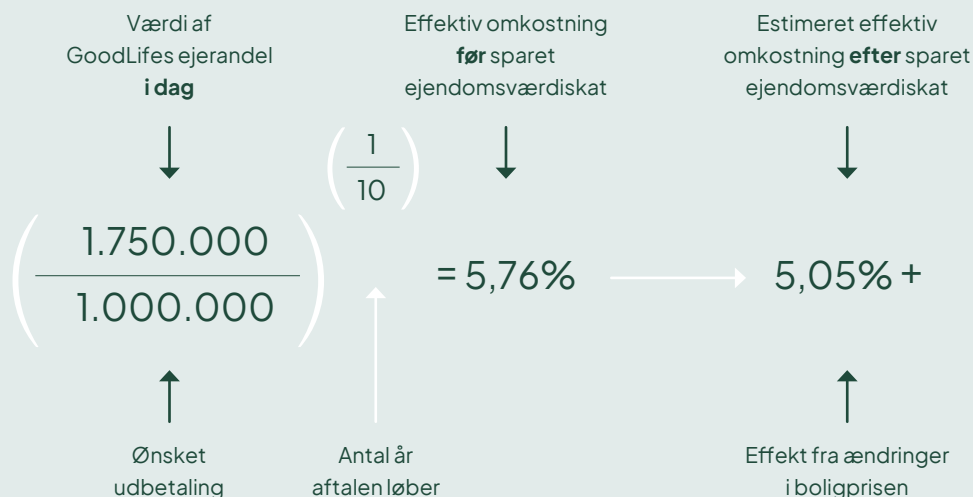 Værdi af
GoodLifes ejerandel
i dag
Effektiv omkostning
før sparet
ejendomsværdiskat
Estimeret effektiv
omkostning efter sparet
ejendomsværdiskat
1
10
1.750.000
1.000.000
= 5,76%
5,05% +
Ønsket
udbetaling
Antal år
aftalen løber
Effekt fra ændringer
i boligprisen